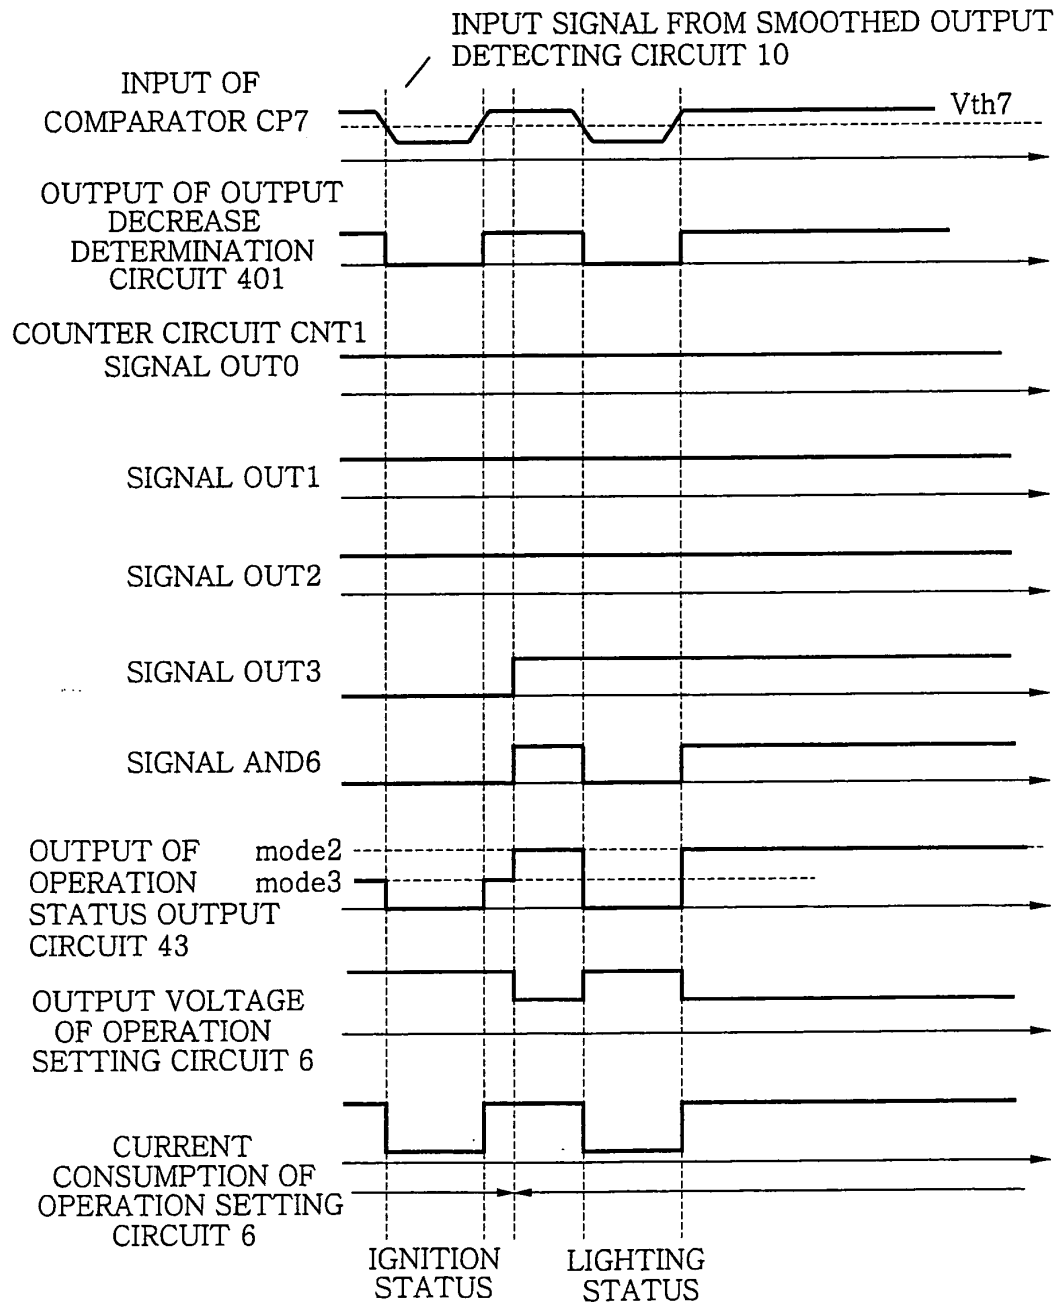 INPUT SIGNAL FROM SMOOTHED OUTPUT
DETECTING CIRCUIT 10
INPUT OF
COMPARATOR CP7
Vth7
OUTPUT OF OUTPUT
DECREASE
DETERMINATION
CIRCUIT 401
COUNTER CIRCUIT CNT1
SIGNAL OUT0
SIGNAL OUT1
SIGNAL OUT2
SIGNAL OUT3
SIGNAL AND6
OUTPUT OF mode2
OPERATION mode3
STATUS OUTPUT
CIRCUIT 43
OUTPUT VOLTAGE
OF OPERATION
SETTING CIRCUIT 6
CURRENT
CONSUMPTION OF
OPERATION SETTING
CIRCUIT 6
IGNITION
STATUS
LIGHTING
STATUS